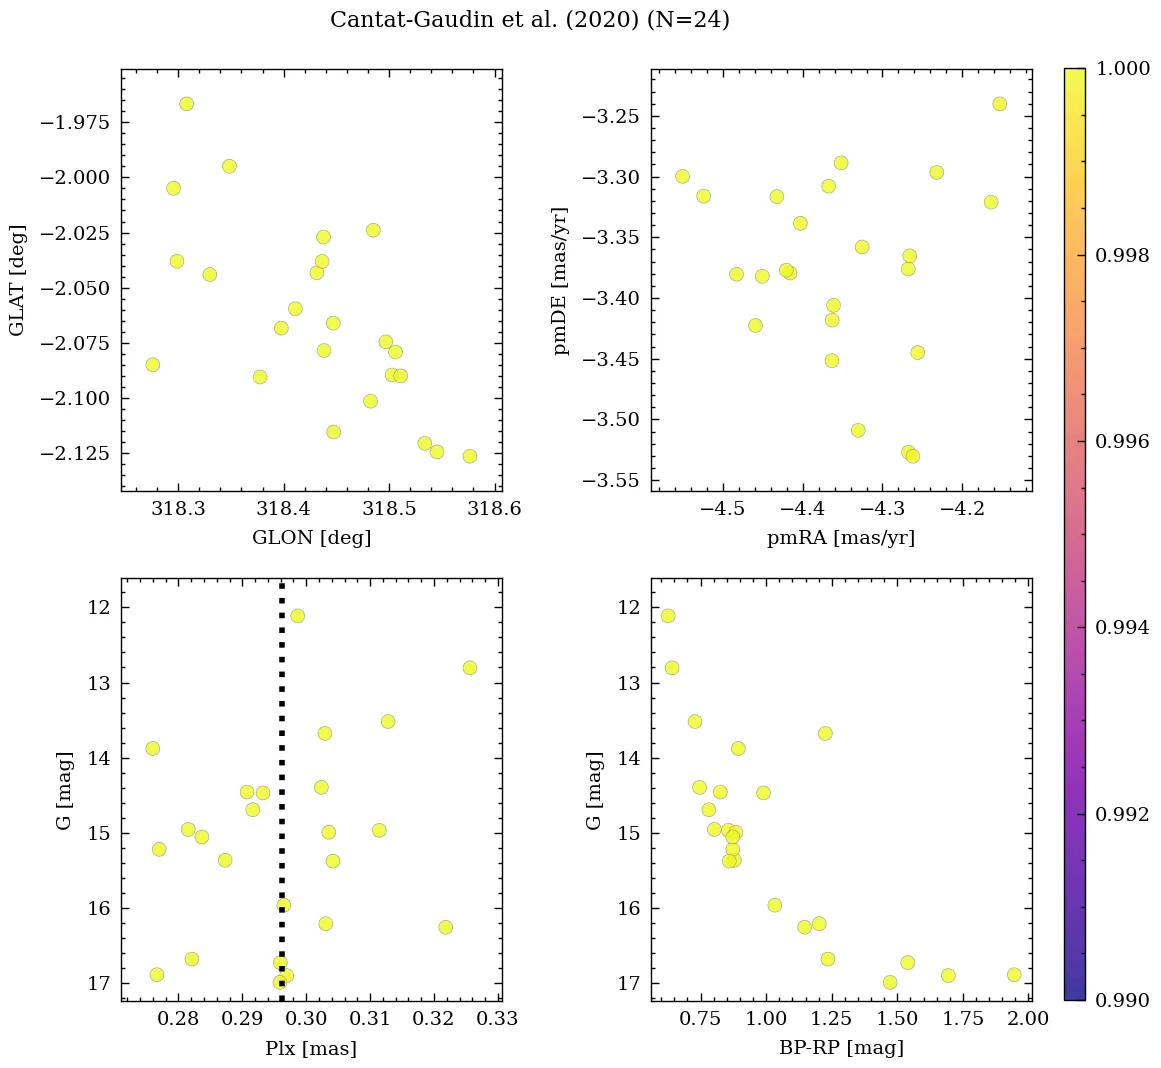 Cantat-Gaudin et al. (2020) (N=24)
−1.975
−2.000
−2.025
−2.050
−2.075
−2.100
−2.125
GLAT [deg]
318.3 318.4 318.5 318.6
GLON [deg]
−3.25
−3.30
−3.35
−3.40
−3.45
−3.50
−3.55
pmDE [mas/yr]
−4.5 −4.4 −4.3 −4.2
pmRA [mas/yr]
1.000
0.998
0.996
0.994
0.992
0.990
12
13
14
15
16
17
G [mag]
0.28 0.29 0.30 0.31 0.32 0.33
Plx [mas]
12
13
14
15
16
17
G [mag]
0.75 1.00 1.25 1.50 1.75 2.00
BP-RP [mag]